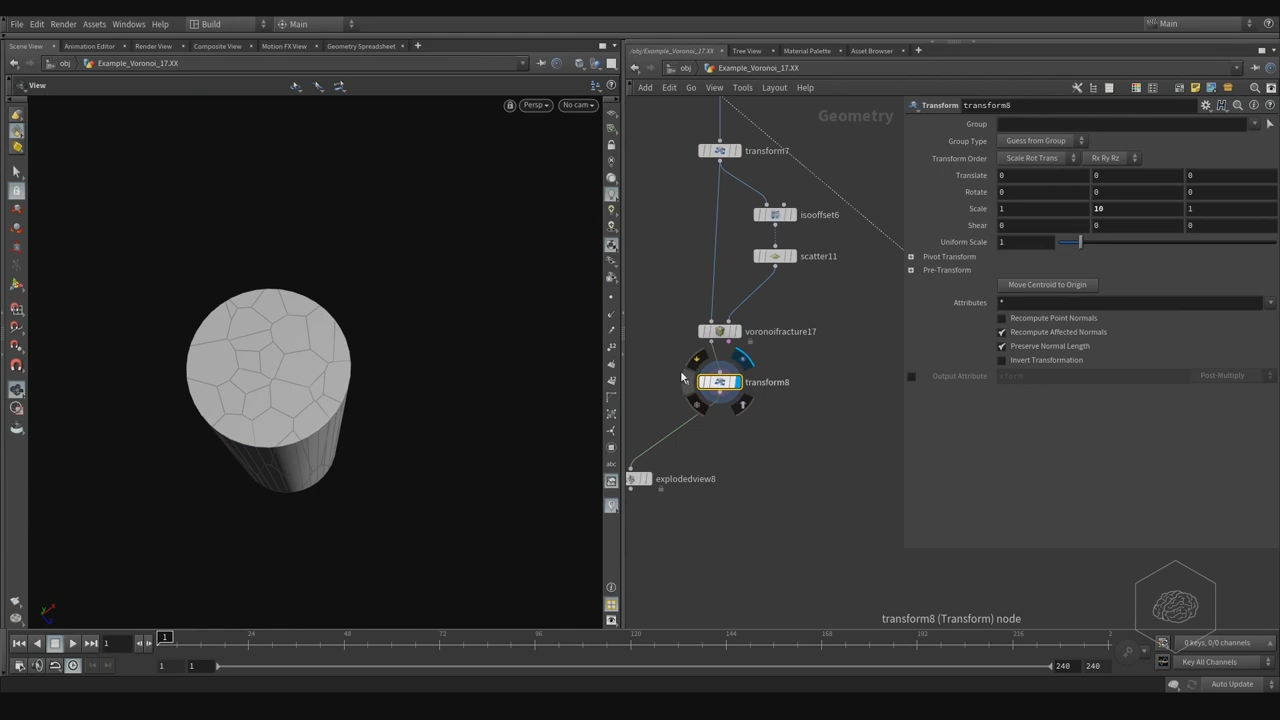 File Edit Render Assets Windows Help Build Main Main
Scene View Animation Editor Render View Composite View Motion FX View Geometry Spreadsheet
obj Example_Voronoi_17.XX
View
Persp No cam
/obj/Example_Voronoi_17.XX Tree View Material Palette Asset Browser
obj Example_Voronoi_17.XX
Add Edit Go View Tools Layout Help
Geometry
transform7
isooffset6
scatter11
voronoifracture17
transform8
explodedview8
transform8 (Transform) node
Transform transform8
Group
Group Type Guess from Group
Transform Order Scale Rot Trans Rx Ry Rz
Translate 0 0 0
Rotate 0 0 0
Scale 1 10 1
Shear 0 0 0
Uniform Scale 1
Pivot Transform
Pre-Transform
Move Centroid to Origin
Attributes *
Recompute Point Normals
Recompute Affected Normals
Preserve Normal Length
Invert Transformation
Output Attribute xform Post-Multiply
abc
1 1 24 48 72 96 120 144 168 192 216 2
0 keys, 0/0 channels
1 1 240 240 Key All Channels
Auto Update